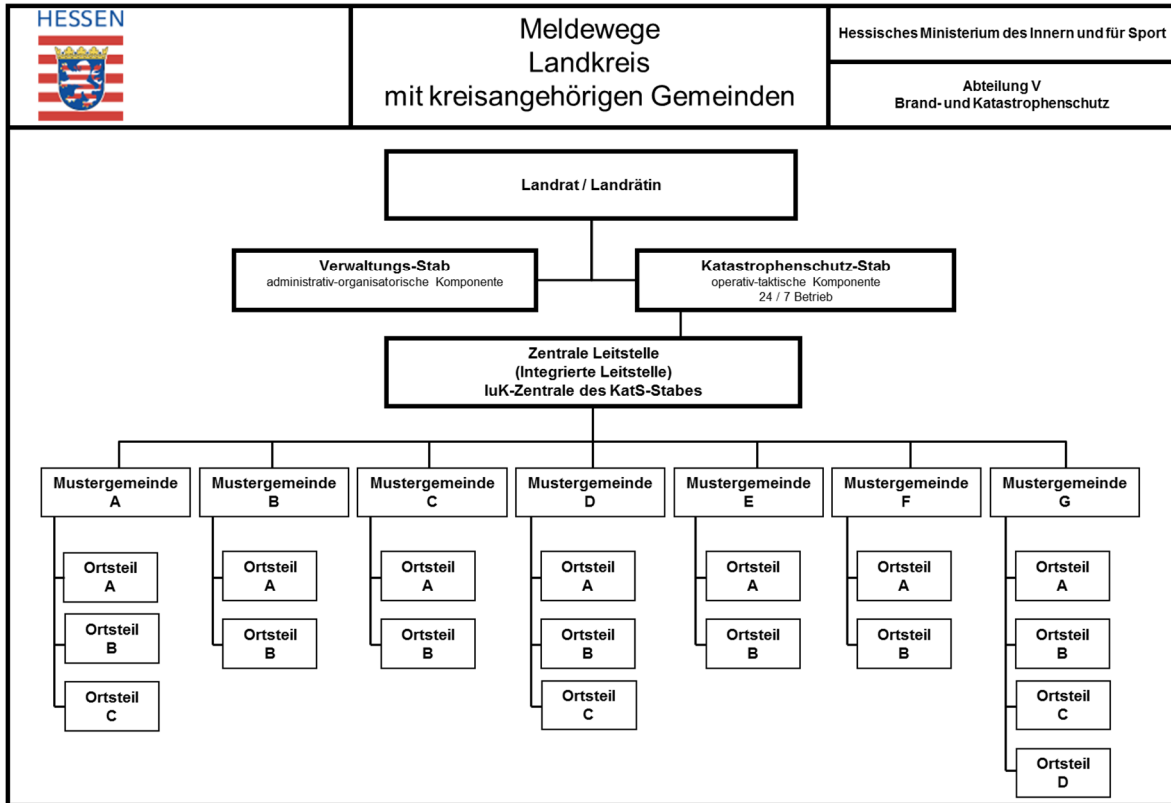 HESSEN
Meldewege
Landkreis
mit kreisangehörigen Gemeinden
Hessisches Ministerium des Innern und für Sport
Abteilung V
Brand- und Katastrophenschutz
Landrat / Landrätin
Verwaltungs-Stab
administrativ-organisatorische Komponente
Katastrophenschutz-Stab
operativ-taktische Komponente
24 / 7 Betrieb
Zentrale Leitstelle
(Integrierte Leitstelle)
IuK-Zentrale des KatS-Stabes
Mustergemeinde
A
Ortsteil
A
Ortsteil
B
Ortsteil
C
Mustergemeinde
B
Ortsteil
A
Ortsteil
B
Mustergemeinde
C
Ortsteil
A
Ortsteil
B
Mustergemeinde
D
Ortsteil
A
Ortsteil
B
Ortsteil
C
Mustergemeinde
E
Ortsteil
A
Ortsteil
B
Mustergemeinde
F
Ortsteil
A
Ortsteil
B
Mustergemeinde
G
Ortsteil
A
Ortsteil
B
Ortsteil
C
Ortsteil
D